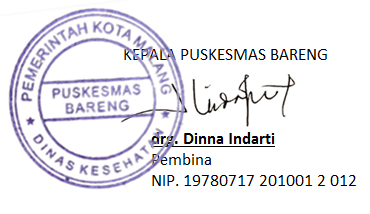 PEMERINTAH KOTA MALANG
PUSKESMAS
BARENG
DINAS KESEHATAN
KEPALA PUSKESMAS BARENG
drg. Dinna Indarti
Pembina
NIP. 19780717 201001 2 012